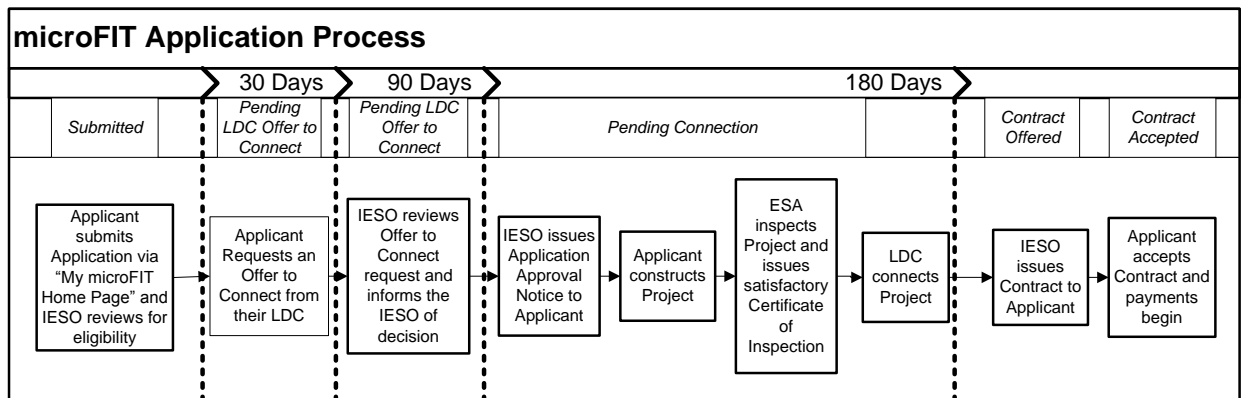 microFIT Application Process
30 Days
90 Days
180 Days
Submitted
Pending
LDC Offer to
Connect
Pending LDC
Offer to
Connect
Pending Connection
Contract
Offered
Contract
Accepted
Applicant
submits
Application via
“My microFIT
Home Page” and
IESO reviews for
eligibility
Applicant
Requests an
Offer to
Connect from
their LDC
IESO reviews
Offer to
Connect
request and
informs the
IESO of
decision
IESO issues
Application
Approval
Notice to
Applicant
Applicant
constructs
Project
ESA
inspects
Project and
issues
satisfactory
Certificate
of
Inspection
LDC
connects
Project
IESO
issues
Contract to
Applicant
Applicant
accepts
Contract and
payments
begin